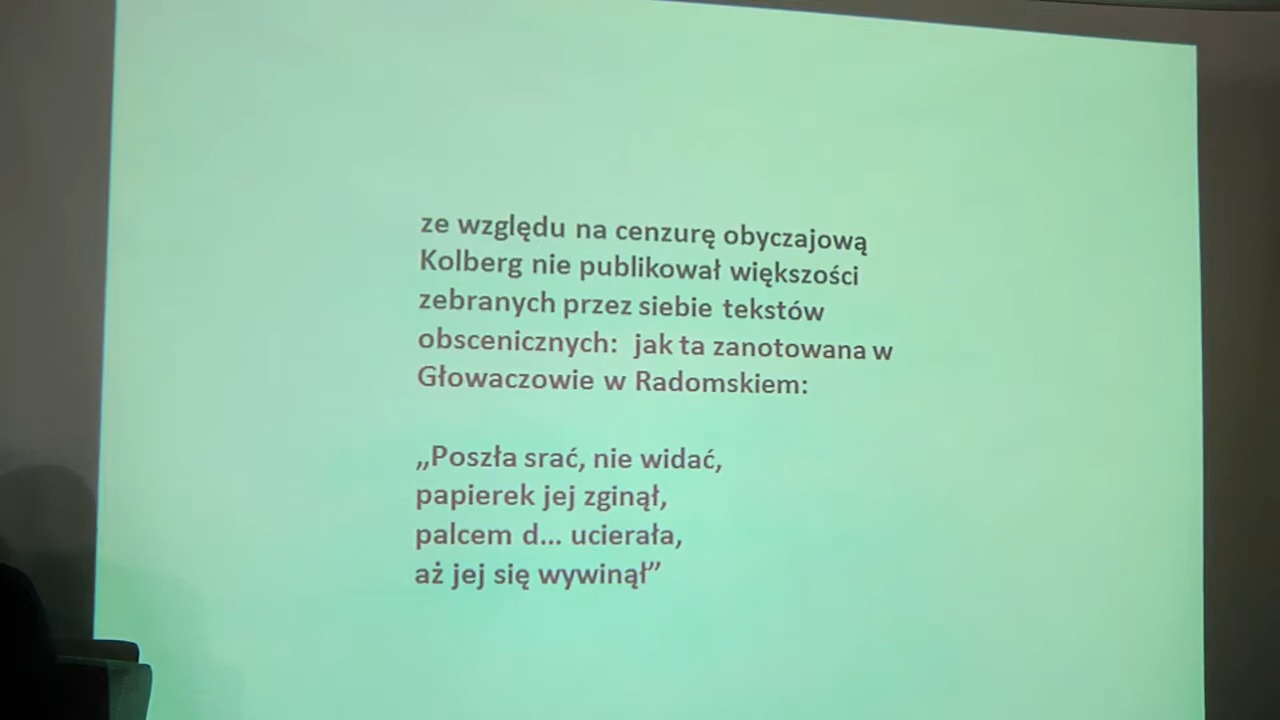 ze względu na cenzurę obyczajową
Kolberg nie publikował większości
zebranych przez siebie tekstów
obscenicznych:  jak ta zanotowana w
Głowaczowie w Radomskiem:
„Poszła srać, nie widać,
papierek jej zginął,
palcem d... ucierała,
aż jej się wywinął”